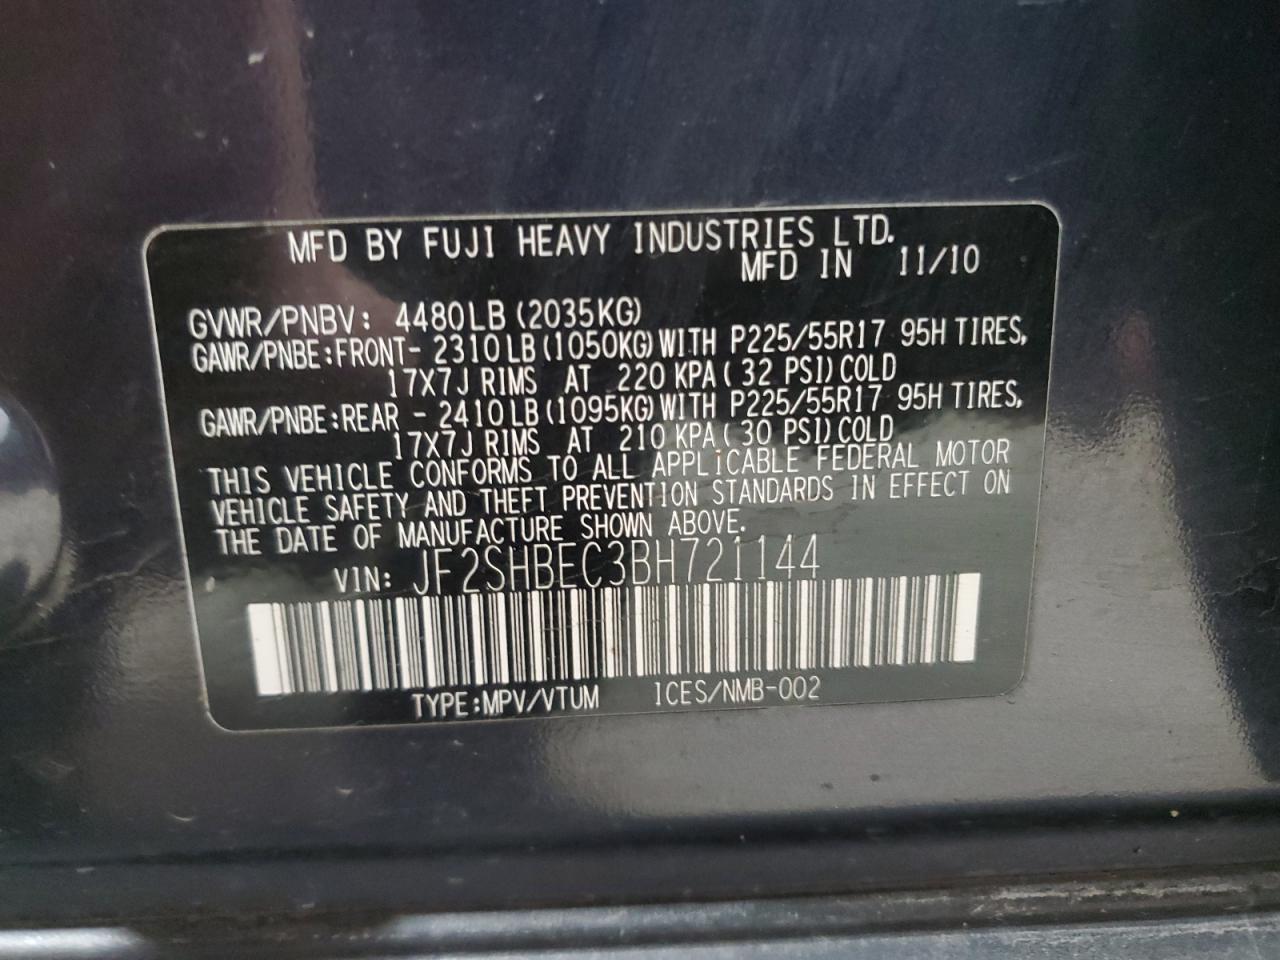 MFD BY FUJI HEAVY INDUSTRIES LTD.
MFD IN 11/10
GVWR/PNBV: 4480LB (2035KG)
GAWR/PNBE:FRONT- 2310LB(1050KG)WITH P225/55R17 95H TIRES,
17X7J RIMS AT 220 KPA( 32 PSI)COLD
GAWR/PNBE:REAR - 2410LB(1095KG)WITH P225/55R17 95H TIRES,
17X7J RIMS AT 210 KPA( 30 PSI)COLD
THIS VEHICLE CONFORMS TO ALL APPLICABLE FEDERAL MOTOR
VEHICLE SAFETY AND THEFT PREVENTION STANDARDS IN EFFECT ON
THE DATE OF MANUFACTURE SHOWN ABOVE.
VIN: JF2SHBEC3BH721144
TYPE:MPV/VTUM ICES/NMB-002